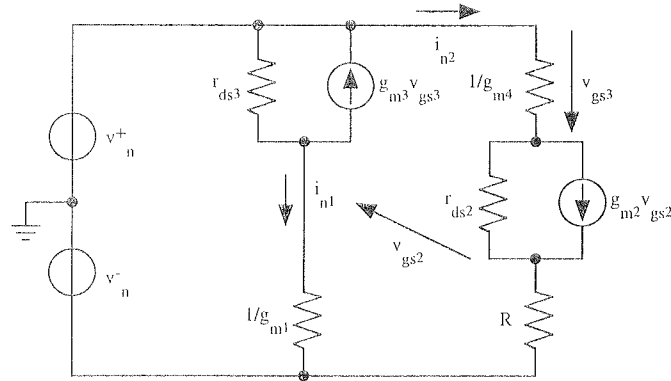 i n2
r ds3
g m3 v gs3
1/g m4
v gs3
v + n
i n1
r ds2
g m2 v gs2
v gs2
v - n
1/g m1
R